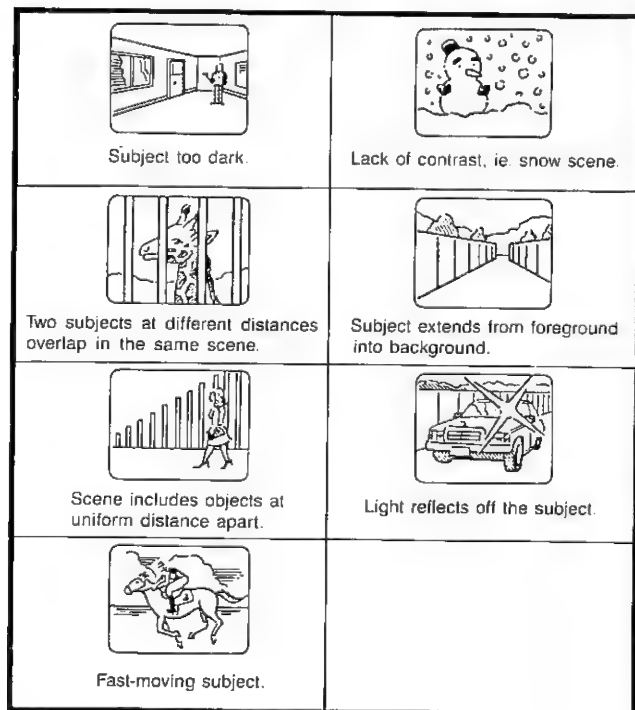 Subject too dark.
Lack of contrast, ie. snow scene.
Two subjects at different distances
overlap in the same scene.
Subject extends from foreground
into background.
Scene includes objects at
uniform distance apart.
Light reflects off the subject.
Fast-moving subject.